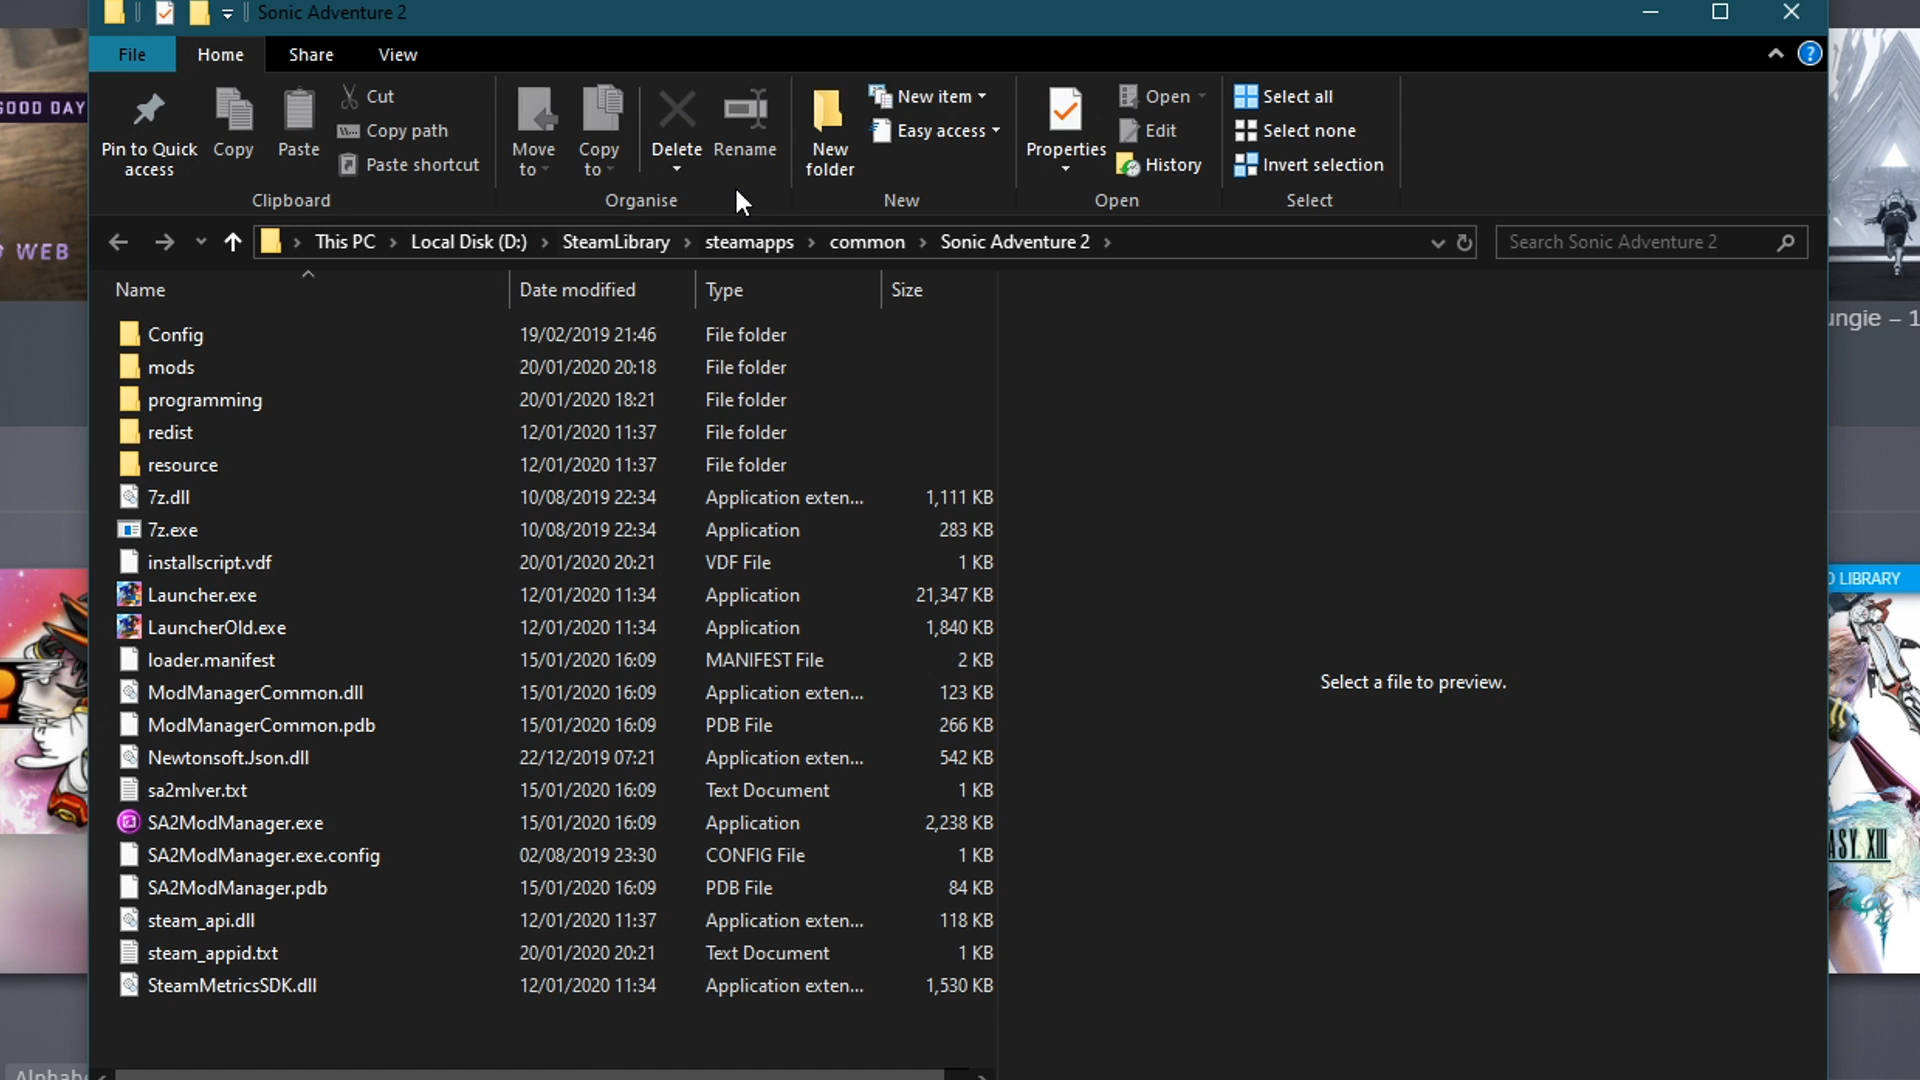 Sonic Adventure 2
File Home Share View
Pin to Quick access
Copy
Paste
Cut
Copy path
Paste shortcut
Clipboard
Move to
Copy to
Delete
Rename
Organise
New folder
New item
Easy access
New
Properties
Open
Edit
History
Open
Select all
Select none
Invert selection
Select
This PC > Local Disk (D:) > SteamLibrary > steamapps > common > Sonic Adventure 2 >
Search Sonic Adventure 2
Name Date modified Type Size
Config 19/02/2019 21:46 File folder
mods 20/01/2020 20:18 File folder
programming 20/01/2020 18:21 File folder
redist 12/01/2020 11:37 File folder
resource 12/01/2020 11:37 File folder
7z.dll 10/08/2019 22:34 Application exten... 1,111 KB
7z.exe 10/08/2019 22:34 Application 283 KB
installscript.vdf 20/01/2020 20:21 VDF File 1 KB
Launcher.exe 12/01/2020 11:34 Application 21,347 KB
LauncherOld.exe 12/01/2020 11:34 Application 1,840 KB
loader.manifest 15/01/2020 16:09 MANIFEST File 2 KB
ModManagerCommon.dll 15/01/2020 16:09 Application exten... 123 KB
ModManagerCommon.pdb 15/01/2020 16:09 PDB File 266 KB
Newtonsoft.Json.dll 22/12/2019 07:21 Application exten... 542 KB
sa2mlver.txt 15/01/2020 16:09 Text Document 1 KB
SA2ModManager.exe 15/01/2020 16:09 Application 2,238 KB
SA2ModManager.exe.config 02/08/2019 23:30 CONFIG File 1 KB
SA2ModManager.pdb 15/01/2020 16:09 PDB File 84 KB
steam_api.dll 12/01/2020 11:37 Application exten... 118 KB
steam_appid.txt 20/01/2020 20:21 Text Document 1 KB
SteamMetricsSDK.dll 12/01/2020 11:34 Application exten... 1,530 KB
Select a file to preview.
GOOD DAY
WEB
ungie – 1
LIBRARY
ASY XIII